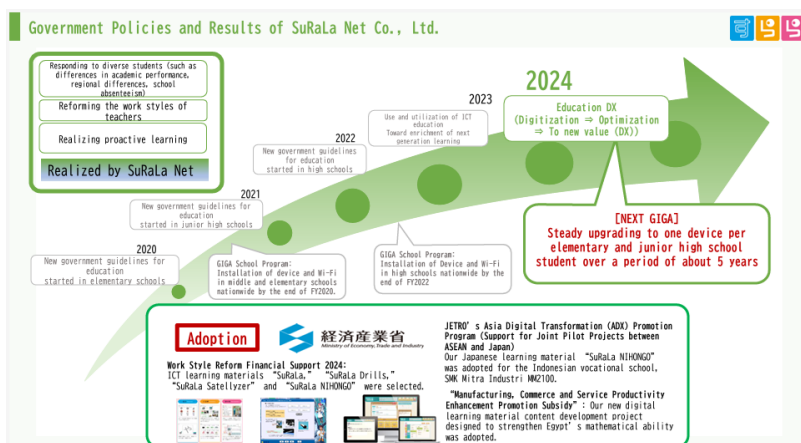 Government Policies and Results of SuRaLa Net Co., Ltd.
すらら
Responding to diverse students (such as
differences in academic performance,
regional differences, school
absenteeism)
Reforming the work styles of
teachers
Realizing proactive learning
Realized by SuRaLa Net
2020
New government guidelines for
education
started in elementary schools
2021
New government guidelines for
education
started in junior high schools
2022
New government guidelines
for education
started in high schools
2023
Use and utilization of ICT
education
Toward enrichment of next
generation learning
2024
Education DX
(Digitization ⇒ Optimization
⇒ To new value (DX))
GIGA School Program:
Installation of device and Wi-Fi
in middle and elementary schools
nationwide by the end of FY2020.
GIGA School Program:
Installation of Device and Wi-Fi
in high schools nationwide by the
end of FY2022
[NEXT GIGA]
Steady upgrading to one device per
elementary and junior high school
student over a period of about 5 years
Adoption
経済産業省
Ministry of Economy, Trade and Industry
Work Style Reform Financial Support 2024:
ICT learning materials “SuRaLa,” “SuRaLa Drills,”
“SuRaLa Satellyzer” and “SuRaLa NIHONGO” were selected.
JETRO’s Asia Digital Transformation (ADX) Promotion
Program (Support for Joint Pilot Projects between
ASEAN and Japan)
Our Japanese learning material “SuRaLa NIHONGO”
was adopted for the Indonesian vocational school,
SMK Mitra Industri MM2100.
“Manufacturing, Commerce and Service Productivity
Enhancement Promotion Subsidy”: Our new digital
learning material content development project
designed to strengthen Egypt’s mathematical ability
was adopted.